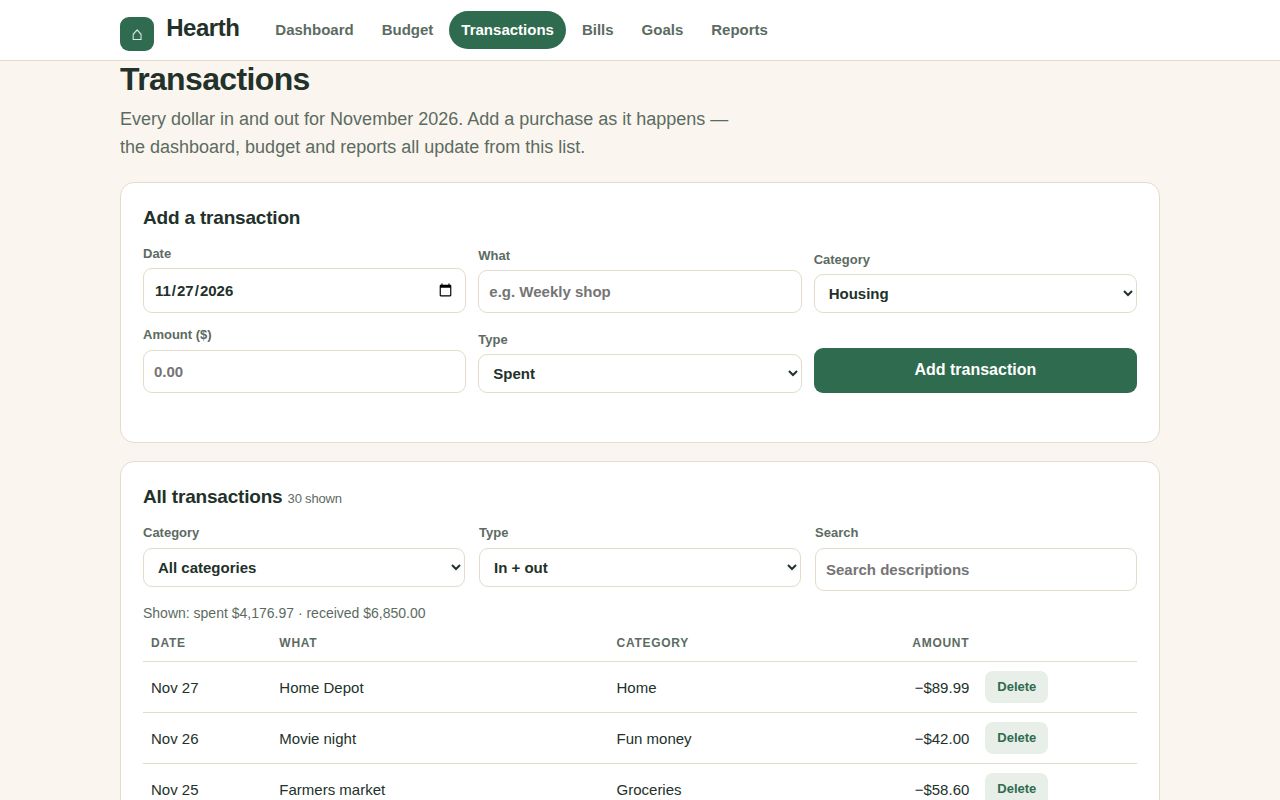 Hearth
Dashboard
Budget
Transactions
Bills
Goals
Reports
Transactions
Every dollar in and out for November 2026. Add a purchase as it happens —
the dashboard, budget and reports all update from this list.
Add a transaction
Date
What
Category
11/27/2026
e.g. Weekly shop
Housing
Amount ($)
Type
0.00
Spent
Add transaction
All transactions 30 shown
Category
Type
Search
All categories
In + out
Search descriptions
Shown: spent $4,176.97 · received $6,850.00
DATE WHAT CATEGORY AMOUNT
Nov 27 Home Depot Home −$89.99 Delete
Nov 26 Movie night Fun money −$42.00 Delete
Nov 25 Farmers market Groceries −$58.60 Delete